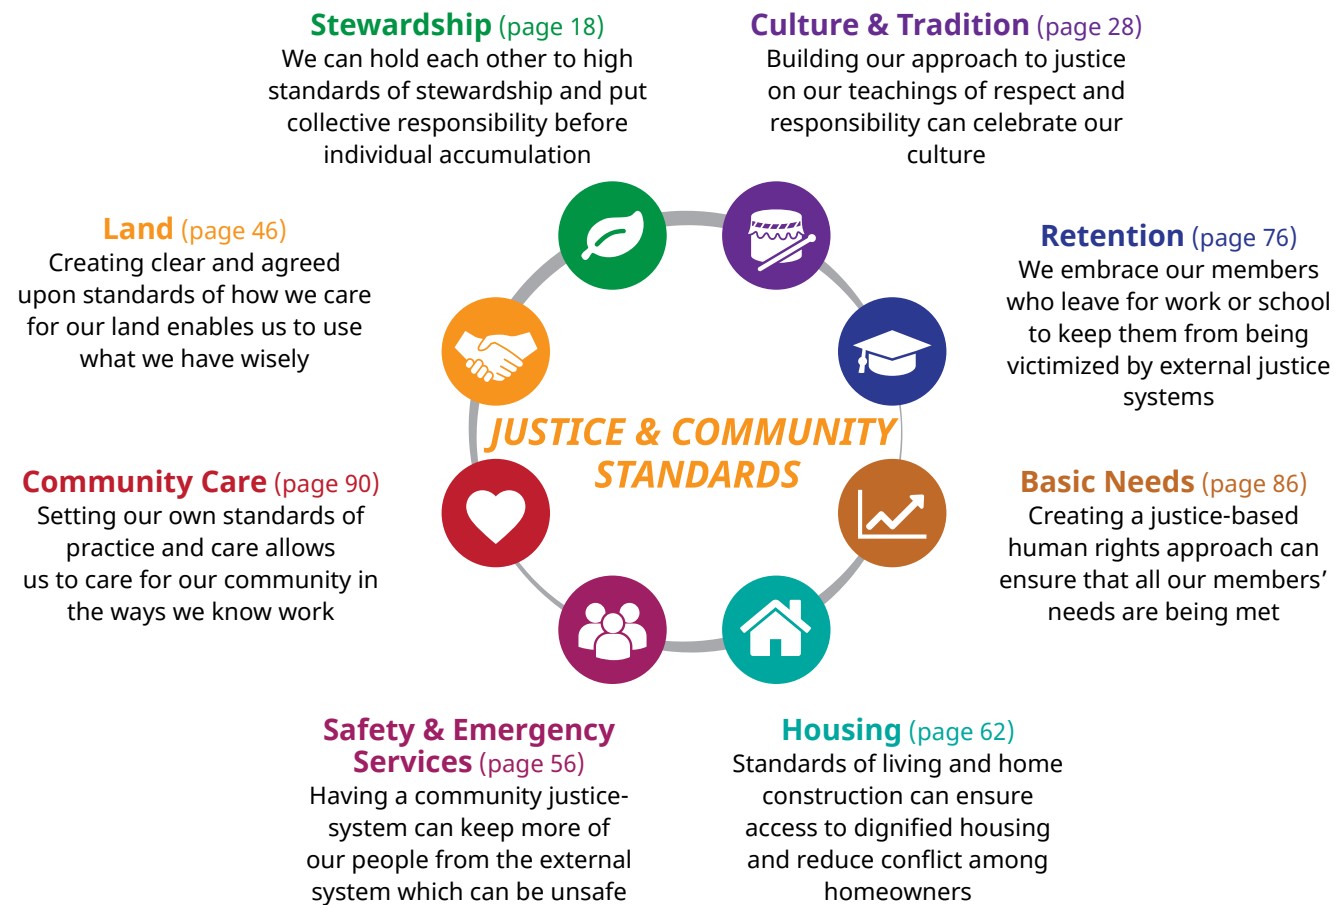 Stewardship (page 18)
We can hold each other to high
standards of stewardship and put
collective responsibility before
individual accumulation
Culture & Tradition (page 28)
Building our approach to justice
on our teachings of respect and
responsibility can celebrate our
culture
Land (page 46)
Creating clear and agreed
upon standards of how we care
for our land enables us to use
what we have wisely
Retention (page 76)
We embrace our members
who leave for work or school
to keep them from being
victimized by external justice
systems
JUSTICE & COMMUNITY
STANDARDS
Community Care (page 90)
Setting our own standards of
practice and care allows
us to care for our community in
the ways we know work
Basic Needs (page 86)
Creating a justice-based
human rights approach can
ensure that all our members’
needs are being met
Safety & Emergency
Services (page 56)
Having a community justice-
system can keep more of
our people from the external
system which can be unsafe
Housing (page 62)
Standards of living and home
construction can ensure
access to dignified housing
and reduce conflict among
homeowners